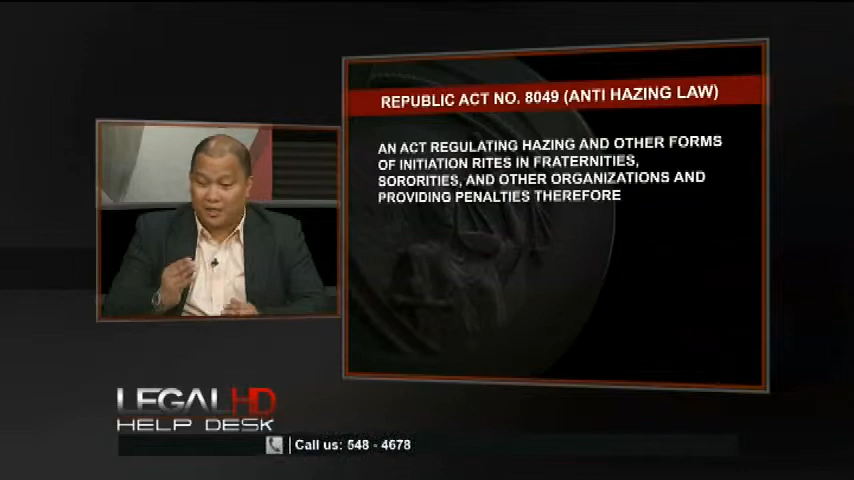 REPUBLIC ACT NO. 8049 (ANTI HAZING LAW)
AN ACT REGULATING HAZING AND OTHER FORMS
OF INITIATION RITES IN FRATERNITIES,
SORORITIES, AND OTHER ORGANIZATIONS AND
PROVIDING PENALTIES THEREFORE
LEGALHD
HELP DESK
Call us: 548 - 4678